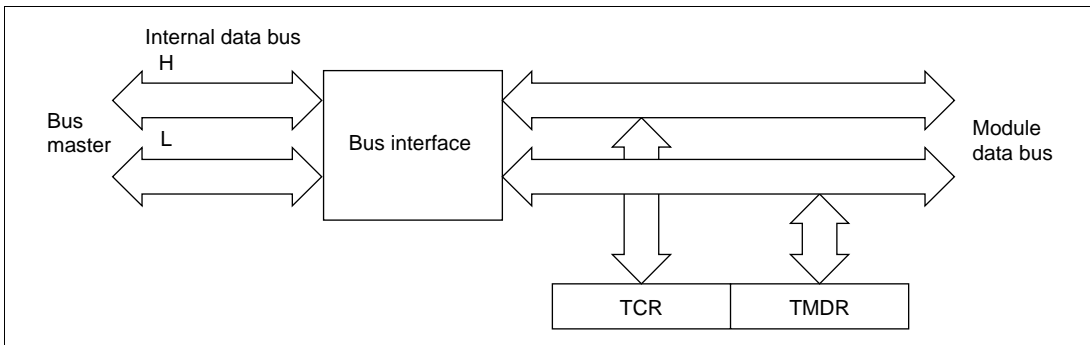 Internal data bus
H
Bus
master
L
Bus interface
Module
data bus
TCR
TMDR